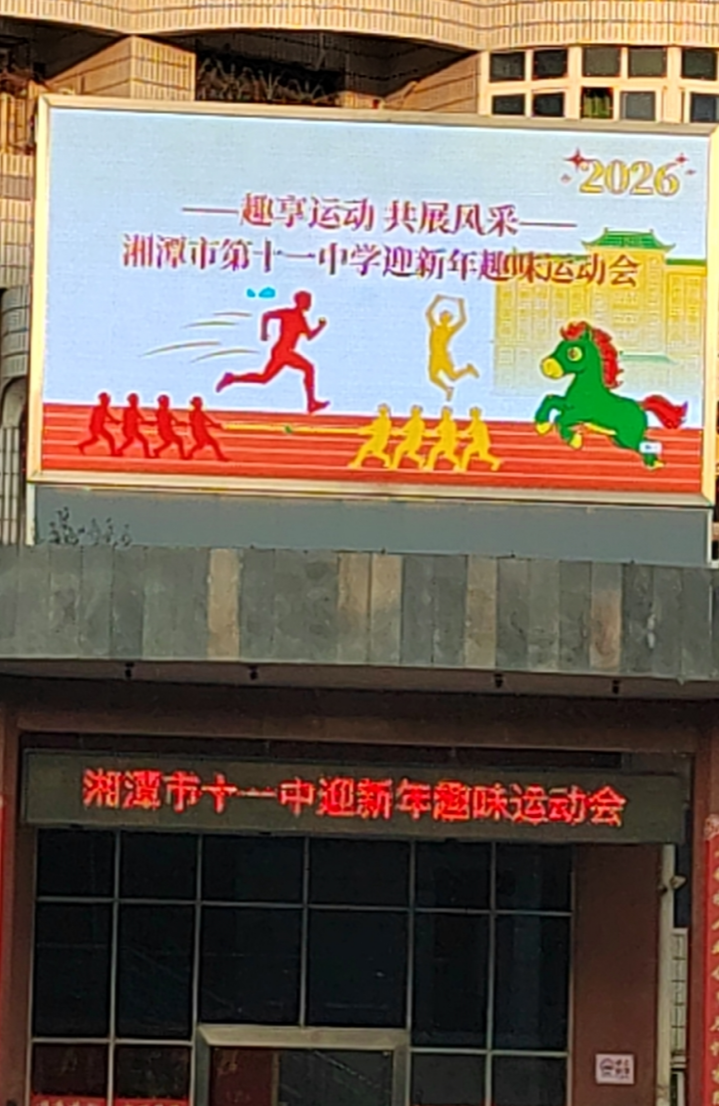 2026
——趣享运动 共展风采——
湘潭市第十一中学迎新年趣味运动会
湘潭市十一中迎新年趣味运动会